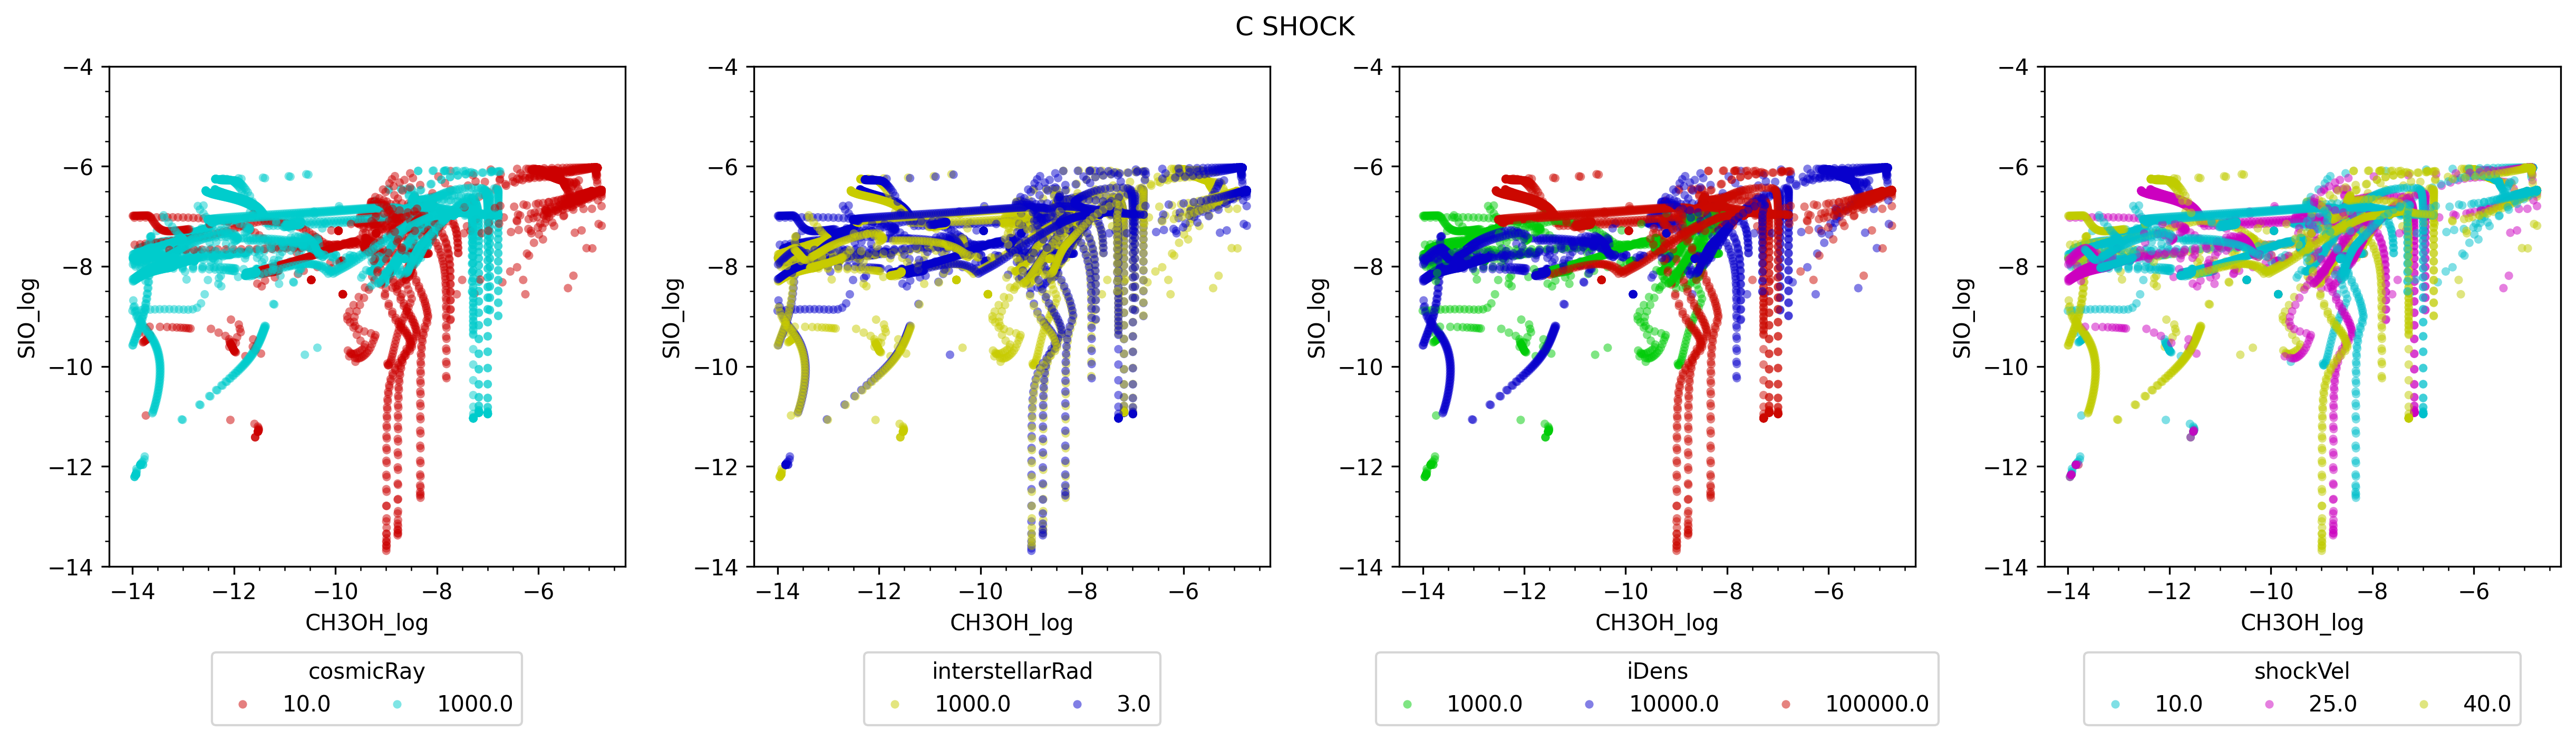 C SHOCK
−4
−6
−8
−10
−12
−14
SIO_log
−14 −12 −10 −8 −6
CH3OH_log
cosmicRay
10.0 1000.0
−4
−6
−8
−10
−12
−14
SIO_log
−14 −12 −10 −8 −6
CH3OH_log
interstellarRad
1000.0 3.0
−4
−6
−8
−10
−12
−14
SIO_log
−14 −12 −10 −8 −6
CH3OH_log
iDens
1000.0 10000.0 100000.0
−4
−6
−8
−10
−12
−14
SIO_log
−14 −12 −10 −8 −6
CH3OH_log
shockVel
10.0 25.0 40.0